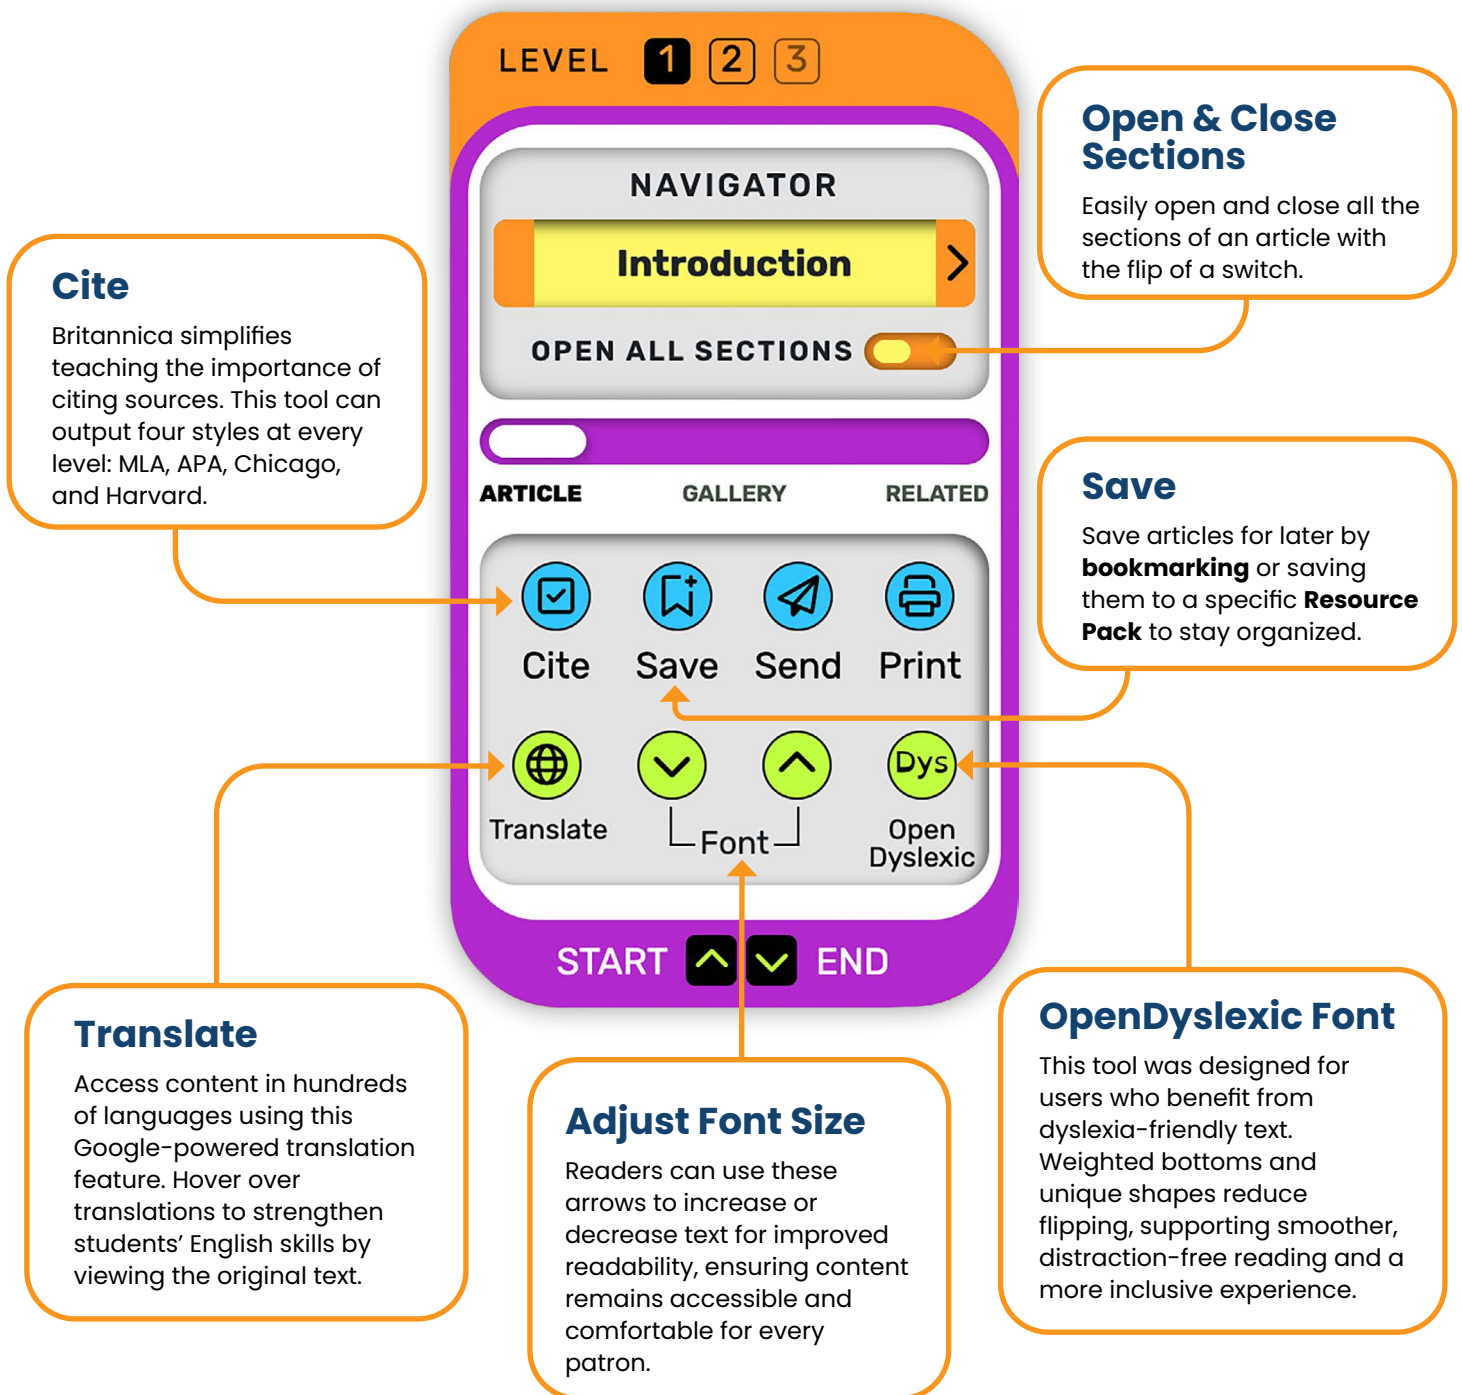 LEVEL 1 2 3
NAVIGATOR
Introduction
OPEN ALL SECTIONS
ARTICLE GALLERY RELATED
Cite Save Send Print
Dys
Translate Font Open
Dyslexic
START END
Open & Close
Sections
Easily open and close all the
sections of an article with
the flip of a switch.
Cite
Britannica simplifies
teaching the importance of
citing sources. This tool can
output four styles at every
level: MLA, APA, Chicago,
and Harvard.
Save
Save articles for later by
bookmarking or saving
them to a specific Resource
Pack to stay organized.
Translate
Access content in hundreds
of languages using this
Google-powered translation
feature. Hover over
translations to strengthen
students’ English skills by
viewing the original text.
Adjust Font Size
Readers can use these
arrows to increase or
decrease text for improved
readability, ensuring content
remains accessible and
comfortable for every
patron.
OpenDyslexic Font
This tool was designed for
users who benefit from
dyslexia-friendly text.
Weighted bottoms and
unique shapes reduce
flipping, supporting smoother,
distraction-free reading and a
more inclusive experience.